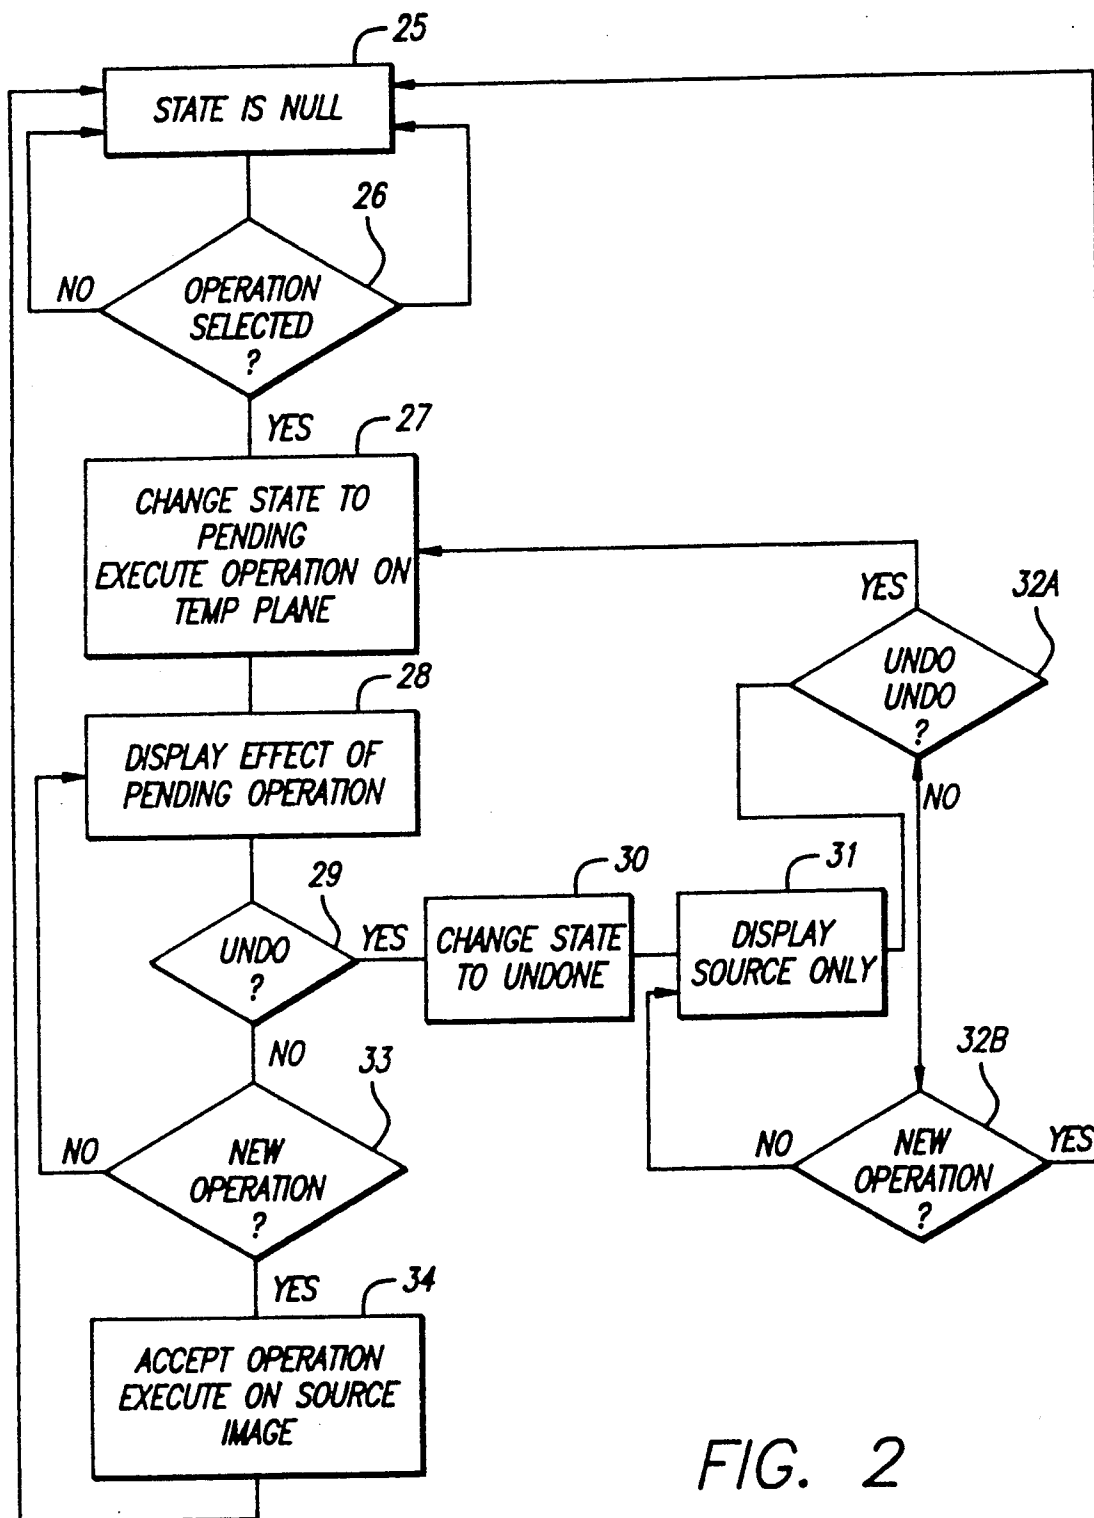 25
STATE IS NULL
26
NO
OPERATION
SELECTED
?
YES
27
CHANGE STATE TO
PENDING
EXECUTE OPERATION ON
TEMP PLANE
YES
32A
UNDO
UNDO
?
NO
28
DISPLAY EFFECT OF
PENDING OPERATION
29
UNDO
?
YES
30
CHANGE STATE
TO UNDONE
31
DISPLAY
SOURCE ONLY
NO
33
NO
NEW
OPERATION
?
YES
32B
NO
NEW
OPERATION
?
YES
34
ACCEPT OPERATION
EXECUTE ON SOURCE
IMAGE
FIG. 2